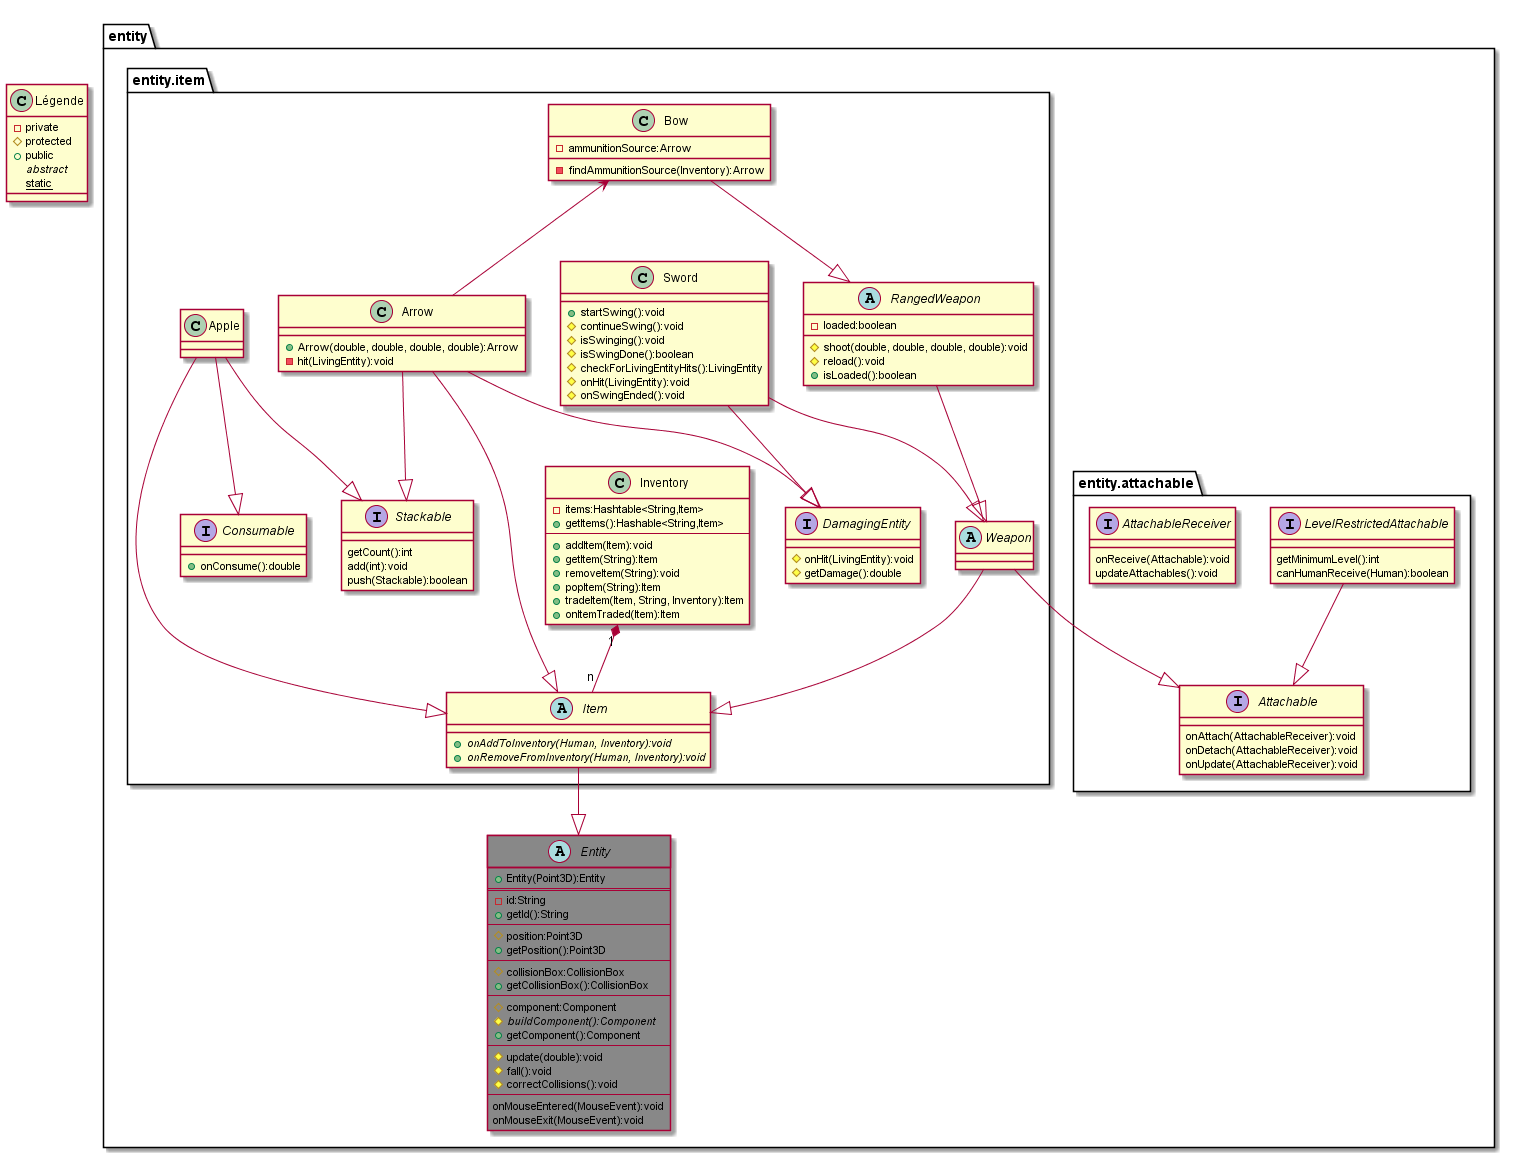 entity
entity.item
C Légende
private
protected
public
abstract
static
C Bow
ammunitionSource:Arrow
findAmmunitionSource(Inventory):Arrow
C Sword
startSwing():void
continueSwing():void
isSwinging():void
isSwingDone():boolean
checkForLivingEntityHits():LivingEntity
onHit(LivingEntity):void
onSwingEnded():void
A RangedWeapon
loaded:boolean
shoot(double, double, double, double):void
reload():void
isLoaded():boolean
C Apple
C Arrow
Arrow(double, double, double, double):Arrow
hit(LivingEntity):void
C Inventory
items:Hashtable<String,Item>
getItems():Hashable<String,Item>
addItem(Item):void
getItem(String):Item
removeItem(String):void
popItem(String):Item
tradeItem(Item, String, Inventory):Item
onItemTraded(Item):Item
I Consumable
onConsume():double
I Stackable
getCount():int
add(int):void
push(Stackable):boolean
I DamagingEntity
onHit(LivingEntity):void
getDamage():double
A Weapon
entity.attachable
I AttachableReceiver
onReceive(Attachable):void
updateAttachables():void
I LevelRestrictedAttachable
getMinimumLevel():int
canHumanReceive(Human):boolean
1
n
A Item
onAddToInventory(Human, Inventory):void
onRemoveFromInventory(Human, Inventory):void
I Attachable
onAttach(AttachableReceiver):void
onDetach(AttachableReceiver):void
onUpdate(AttachableReceiver):void
A Entity
Entity(Point3D):Entity
id:String
getId():String
position:Point3D
getPosition():Point3D
collisionBox:CollisionBox
getCollisionBox():CollisionBox
component:Component
buildComponent():Component
getComponent():Component
update(double):void
fall():void
correctCollisions():void
onMouseEntered(MouseEvent):void
onMouseExit(MouseEvent):void